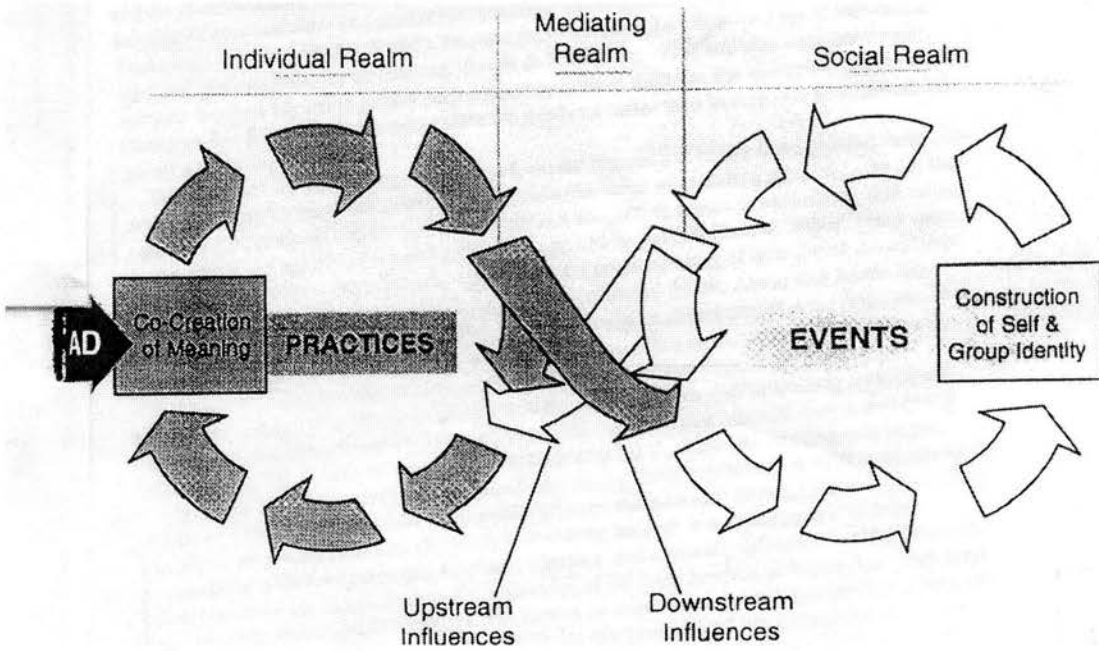 Individual Realm
Mediating
Realm
Social Realm
AD
Co-Creation
of Meaning
PRACTICES
EVENTS
Construction
of Self &
Group Identity
Upstream
Influences
Downstream
Influences